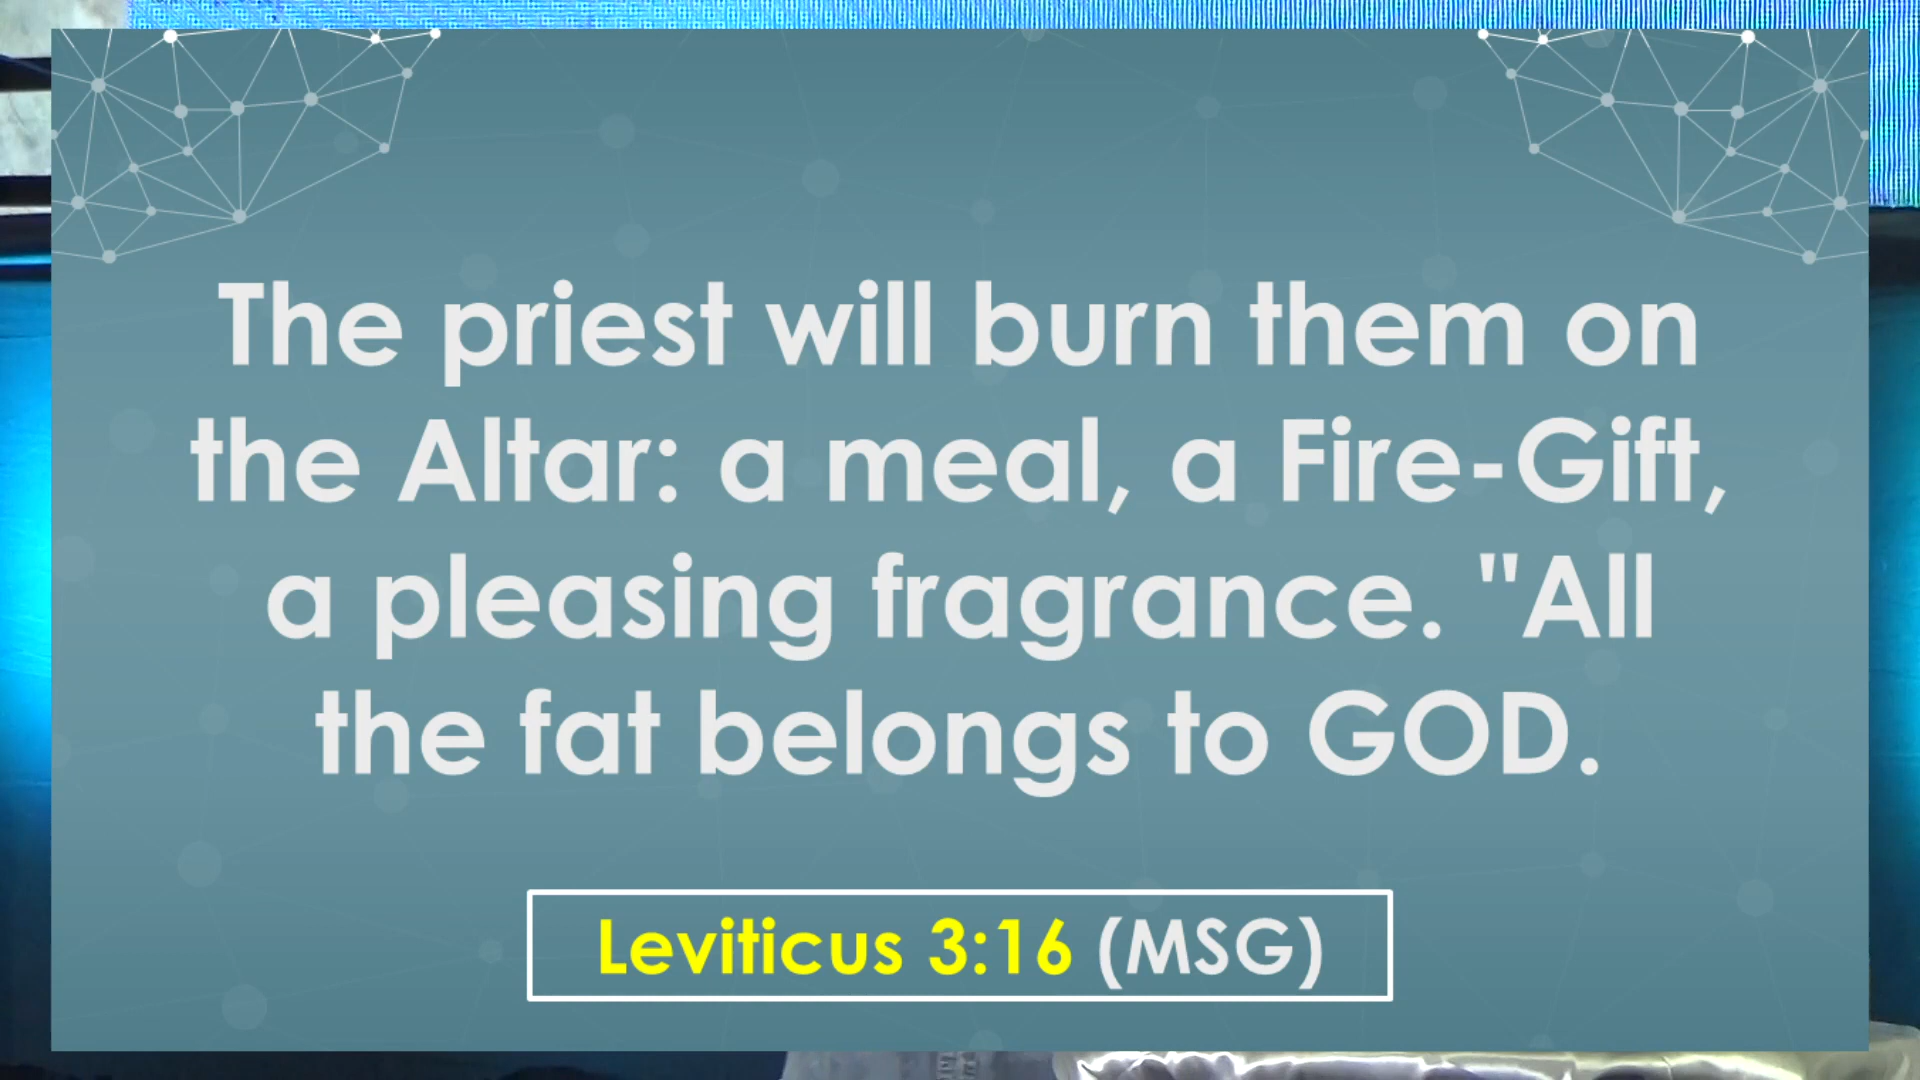 The priest will burn them on
the Altar: a meal, a Fire-Gift,
a pleasing fragrance. "All
the fat belongs to GOD.
Leviticus 3:16 (MSG)